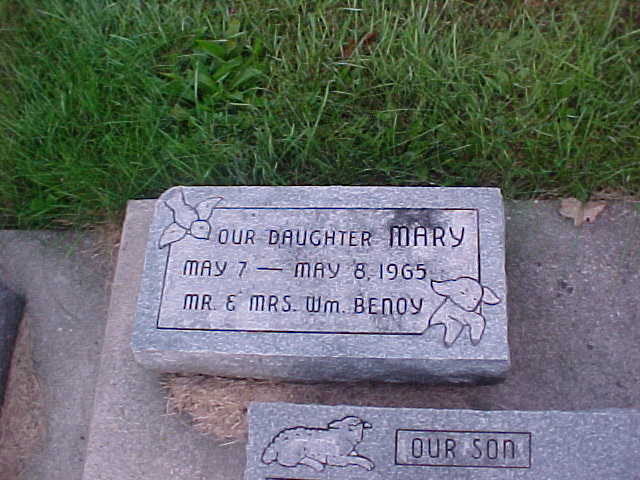 OUR DAUGHTER MARY
MAY 7 — MAY 8, 1965
MR. & MRS. Wm. BENOY
OUR SON